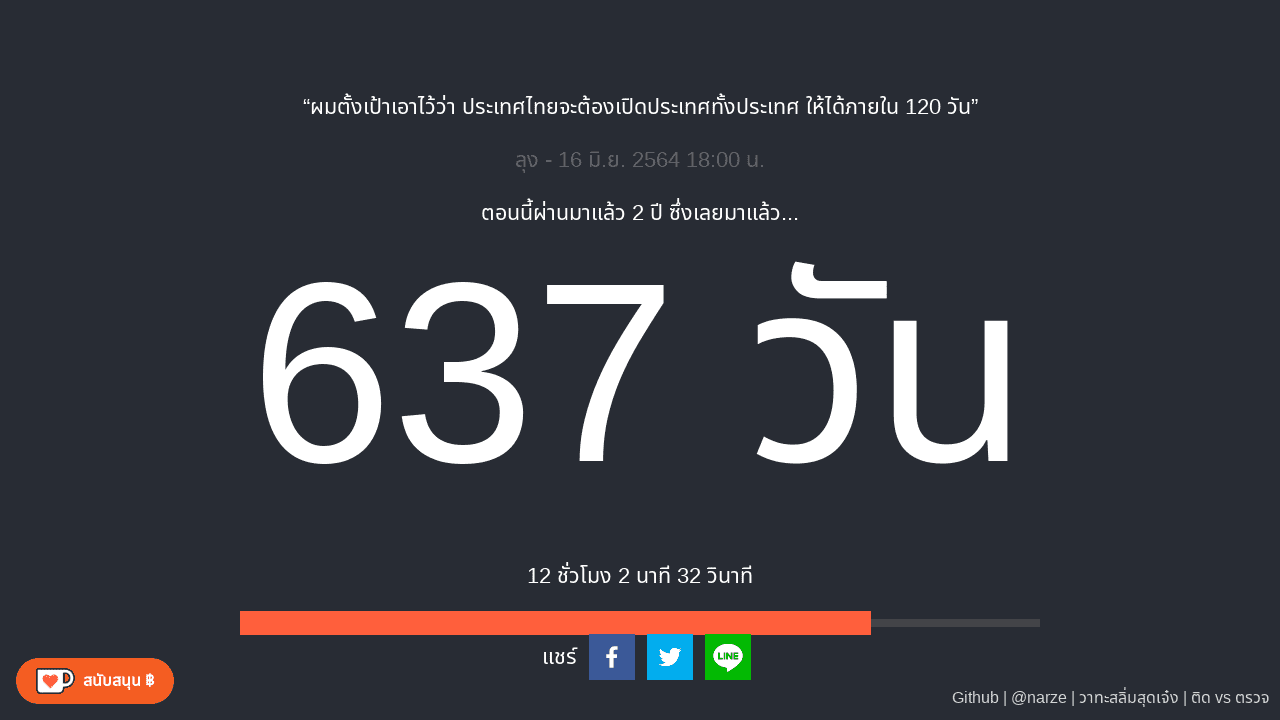 “ผมตั้งเป้าเอาไว้ว่า ประเทศไทยจะต้องเปิดประเทศทั้งประเทศ ให้ได้ภายใน 120 วัน”
ลุง - 16 มิ.ย. 2564 18:00 น.
ตอนนี้ผ่านมาแล้ว 2 ปี ซึ่งเลยมาแล้ว...
637 วัน
12 ชั่วโมง 2 นาที 32 วินาที
แชร์
LINE
สนับสนุน ฿
Github | @narze | วาทะสลิ่มสุดเจ๋ง | ติด vs ตรวจ